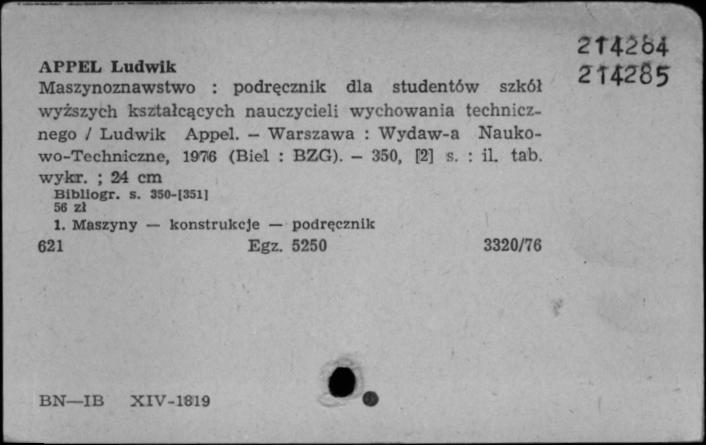 214284
214285
APPEL Ludwik
Maszynoznawstwo : podręcznik dla studentów szkół
wyższych kształcących nauczycieli wychowania technicz-
nego / Ludwik Appel. — Warszawa : Wydaw-a Nauko-
wo-Techniczne, 1976 (Biel : BZG). — 350, [2] s. : il. tab.
wykr. ; 24 cm
Bibliogr. s. 350-[351]
56 zł
1. Maszyny — konstrukcje — podręcznik
621 Egz. 5250 3320/76
BN—IB XIV-1819